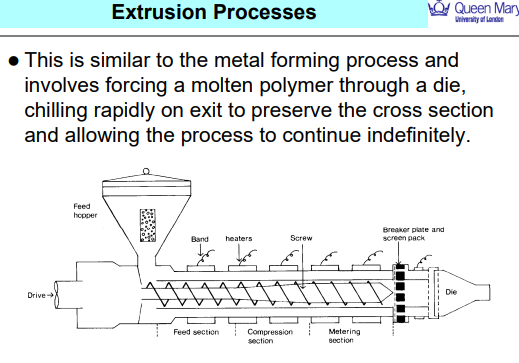 Extrusion Processes
Queen Mary
University of London
● This is similar to the metal forming process and
involves forcing a molten polymer through a die,
chilling rapidly on exit to preserve the cross section
and allowing the process to continue indefinitely.
Feed
hopper
Band heaters
Screw
Breaker plate and
screen pack
Drive
Die
Feed section
Compression
section
Metering
section